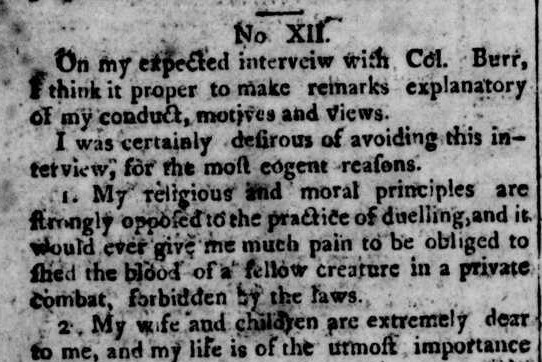 No XII.
On my expected interveiw with Col. Burr,
I think it proper to make remarks explanatory
of my conduct, motives and views.
I was certainly desirous of avoiding this in-
terview, for the most cogent reasons.
1. My religious and moral principles are
strongly opposed to the practice of duelling, and it
would ever give me much pain to be obliged to
shed the blood of a fellow creature in a private
combat, forbidden by the laws.
2. My wife and children are extremely dear
to me, and my life is of the utmost importance